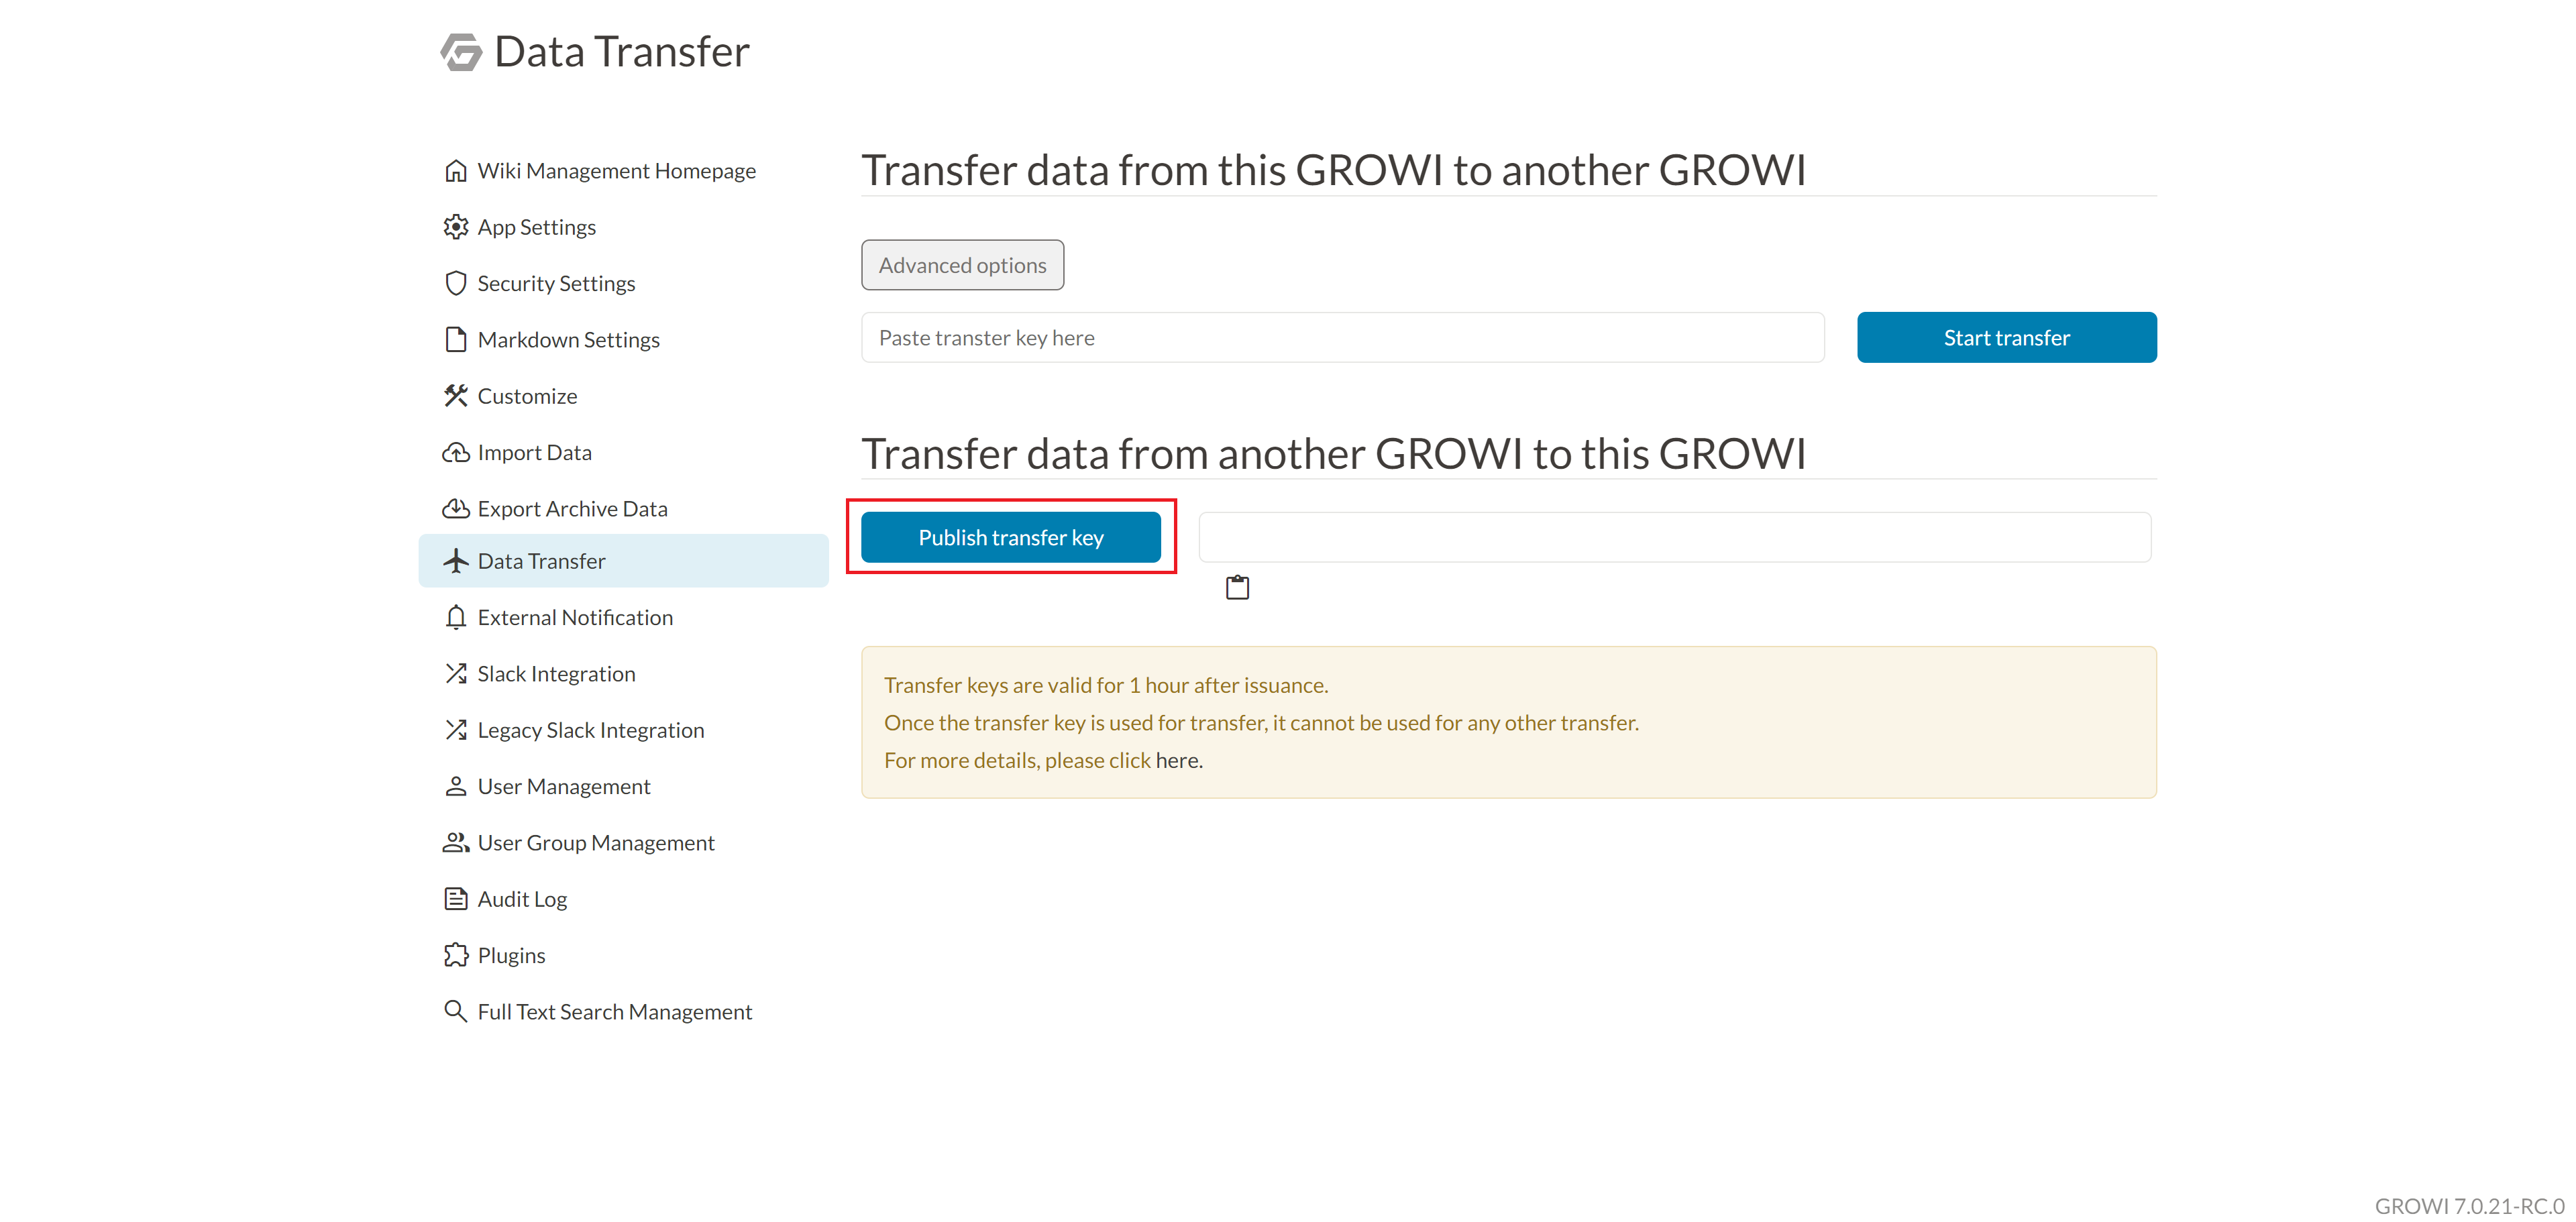 Data Transfer
Wiki Management Homepage
App Settings
Security Settings
Markdown Settings
Customize
Import Data
Export Archive Data
Data Transfer
External Notification
Slack Integration
Legacy Slack Integration
User Management
User Group Management
Audit Log
Plugins
Full Text Search Management
Transfer data from this GROWI to another GROWI
Advanced options
Paste transter key here
Start transfer
Transfer data from another GROWI to this GROWI
Publish transfer key
Transfer keys are valid for 1 hour after issuance.
Once the transfer key is used for transfer, it cannot be used for any other transfer.
For more details, please click here.
GROWI 7.0.21-RC.0